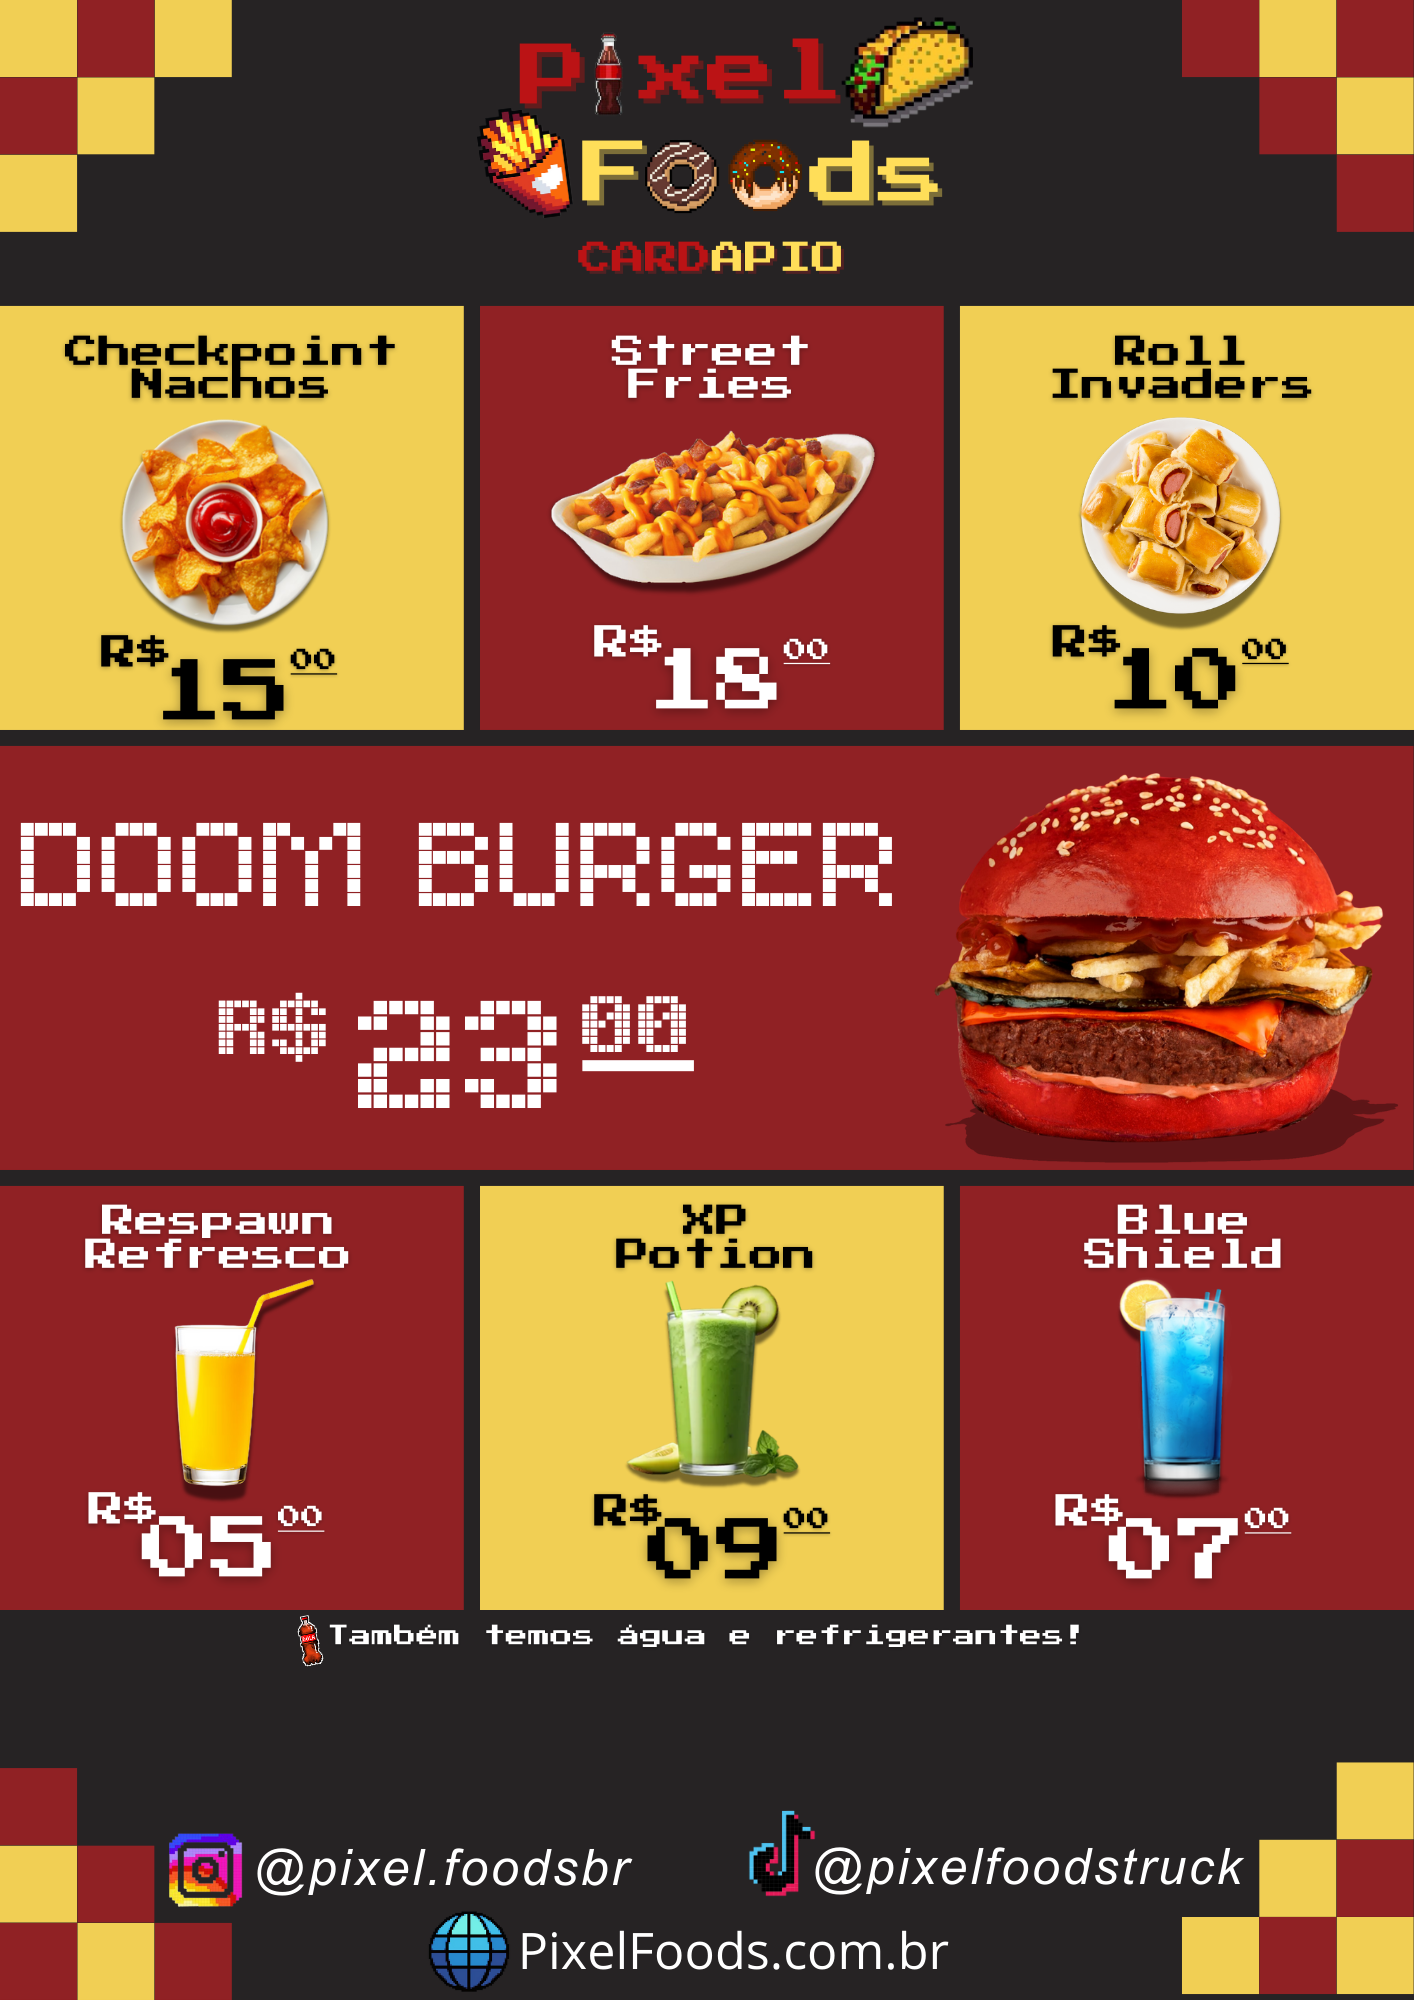 Pixel
Foods
CARDAPIO
Checkpoint
Nachos
R$ 15 00
Street
Fries
R$ 18 00
Roll
Invaders
R$ 10 00
DOOM BURGER
R$ 23 00
Respawn
Refresco
R$ 05 00
XP
Potion
R$ 09 00
Blue
Shield
R$ 07 00
Também temos água e refrigerantes!
@pixel.foodsbr
@pixelfoodstruck
PixelFoods.com.br